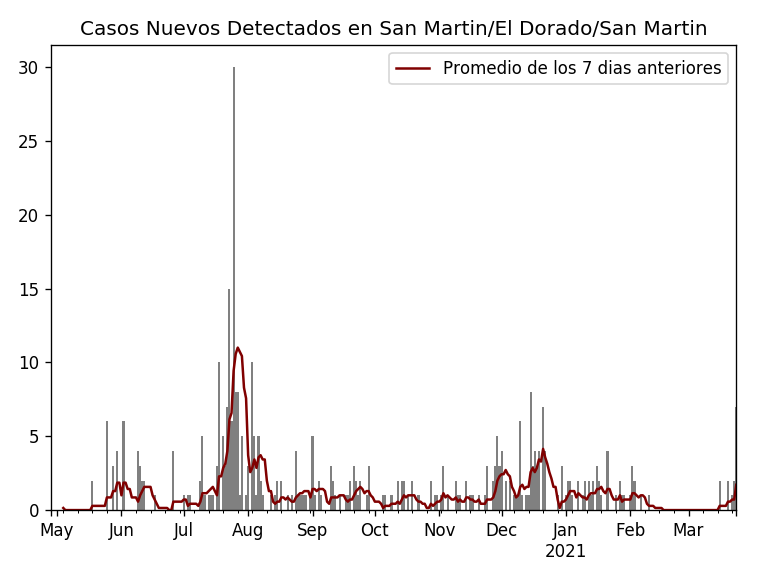 Casos Nuevos Detectados en San Martin/El Dorado/San Martin
Promedio de los 7 dias anteriores
30
25
20
15
10
5
0
May Jun Jul Aug Sep Oct Nov Dec Jan Feb Mar
2021